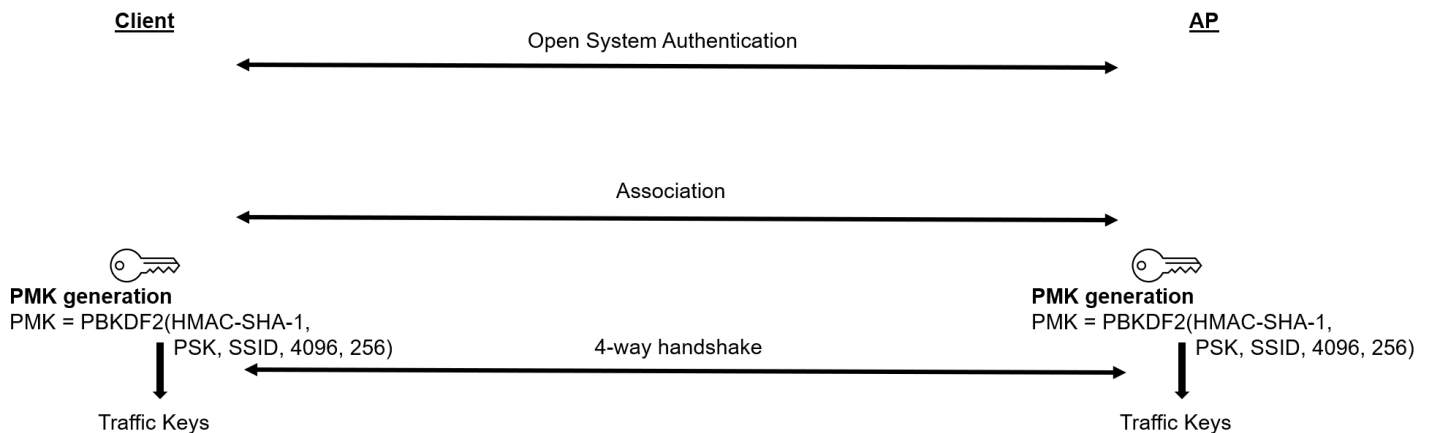 Client
AP
Open System Authentication
Association
PMK generation
PMK = PBKDF2(HMAC-SHA-1,
PSK, SSID, 4096, 256)
PMK generation
PMK = PBKDF2(HMAC-SHA-1,
PSK, SSID, 4096, 256)
4-way handshake
Traffic Keys
Traffic Keys